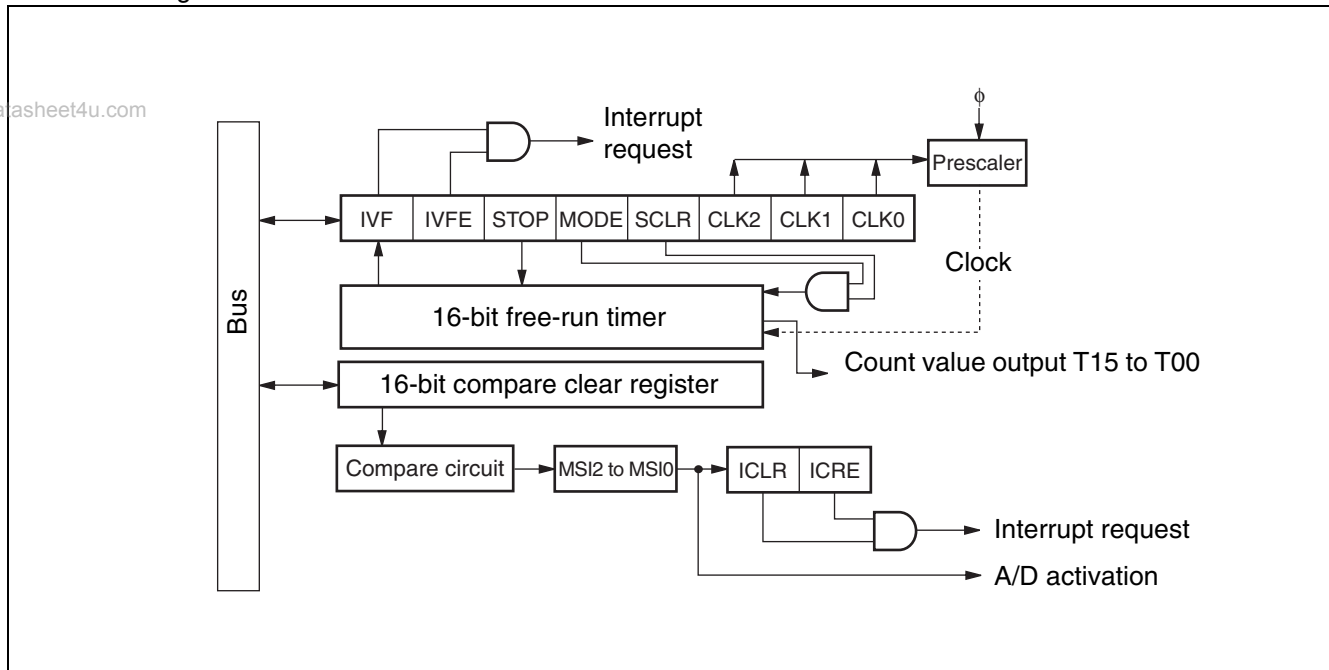 atasheet4u.com
ϕ
Interrupt
request
Prescaler
IVF IVFE STOP MODE SCLR CLK2 CLK1 CLK0
Clock
Bus
16-bit free-run timer
Count value output T15 to T00
16-bit compare clear register
Compare circuit
MSI2 to MSI0
ICLR ICRE
Interrupt request
A/D activation